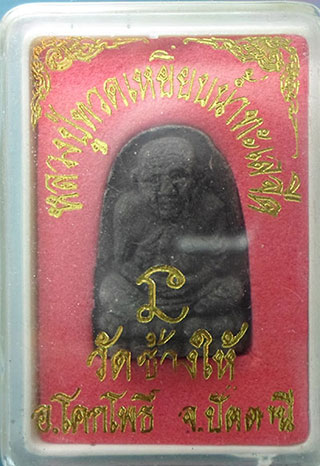 หลวงปู่ทวดเหยียบน้ำทะเลจืด
วัดช้างให้
อ.โคกโพธิ์ จ.ปัตตานี